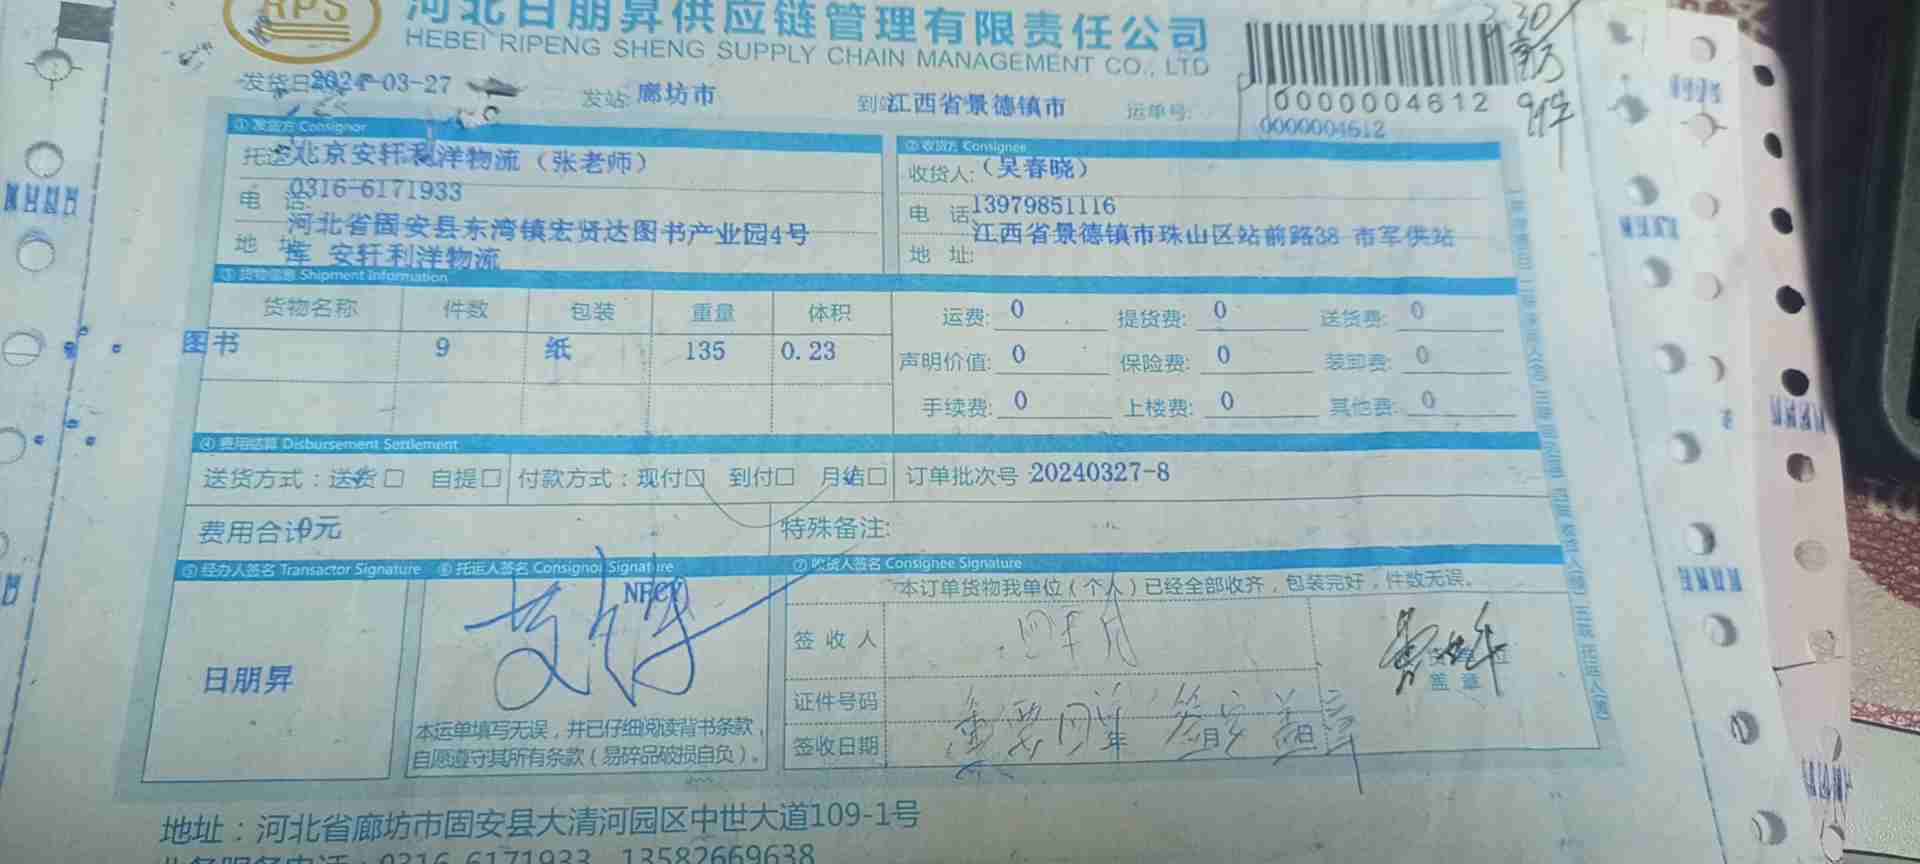 RPS
河北日朋昇供应链管理有限责任公司
HEBEI RIPENG SHENG SUPPLY CHAIN MANAGEMENT CO., LTD
发货日 2024-03-27 发站: 廊坊市 到站 江西省景德镇市 运单号:
0000004612
0000004612
30
9件
① 发货方 Consignor
托运 北京安轩利洋物流（张老师）
电 话 0316-6171933
地 址 河北省固安县东湾镇宏贤达图书产业园4号
库 安轩利洋物流
② 收货方 Consignee
收货人:（吴春晓）
电 话 13979851116
江西省景德镇市珠山区站前路38 市军供站
地 址:
③ 货物信息 Shipment Information
货物名称 件数 包装 重量 体积
图书 9 纸 135 0.23
运费: 0 提货费: 0 送货费: 0
声明价值: 0 保险费: 0 装卸费: 0
手续费: 0 上楼费: 0 其他费: 0
④ 费用结算 Disbursement Settlement
送货方式：送货□ 自提□ 付款方式：现付□ 到付□ 月结□ 订单批次号 20240327-8
费用合计 0元 特殊备注:
⑤ 经办人签名 Transactor Signature ⑥ 托运人签名 Consignor Signature ⑦ 收货人签名 Consignee Signature
日朋昇
本运单填写无误，并已仔细阅读背书条款，
自愿遵守其所有条款（易碎品破损自负）。
本订单货物我单位（个人）已经全部收齐，包装完好，件数无误。
签 收 人
盖 章
证件号码
签收日期 年 月 日
地址：河北省廊坊市固安县大清河园区中世大道109-1号
业务服务电话：0316-6171933 13582669638